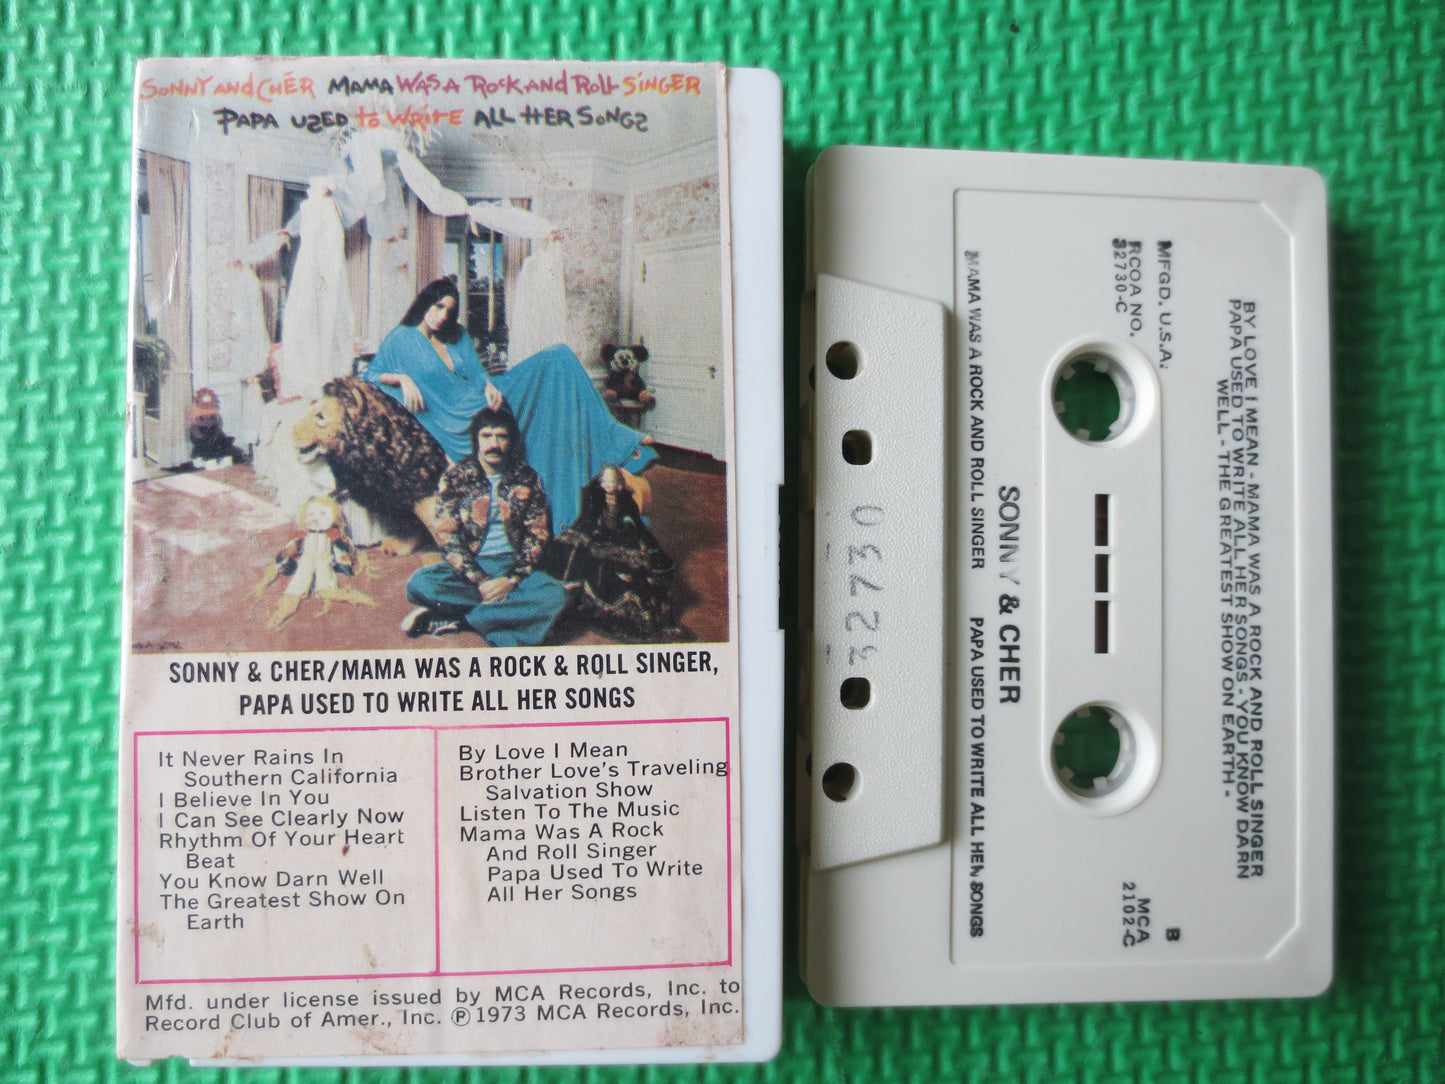 SONNY AND CHÉR MAMA WAS A ROCK AND ROLL SINGER
PAPA USED to WRITE ALL HER SONGS
SONNY & CHER/MAMA WAS A ROCK & ROLL SINGER,
PAPA USED TO WRITE ALL HER SONGS
It Never Rains In
Southern California
I Believe In You
I Can See Clearly Now
Rhythm Of Your Heart
Beat
You Know Darn Well
The Greatest Show On
Earth
By Love I Mean
Brother Love's Traveling
Salvation Show
Listen To The Music
Mama Was A Rock
And Roll Singer
Papa Used To Write
All Her Songs
Mfd. under license issued by MCA Records, Inc. to
Record Club of Amer., Inc. ℗ 1973 MCA Records, Inc.
BY LOVE I MEAN - MAMA WAS A ROCK AND ROLL SINGER
PAPA USED TO WRITE ALL HER SONGS - YOU KNOW DARN
WELL - THE GREATEST SHOW ON EARTH -
MFGD. U.S.A.
RCOA NO.
32730-C
B
MCA
2102-C
SONNY & CHER
MAMA WAS A ROCK AND ROLL SINGER PAPA USED TO WRITE ALL HER SONGS
32730